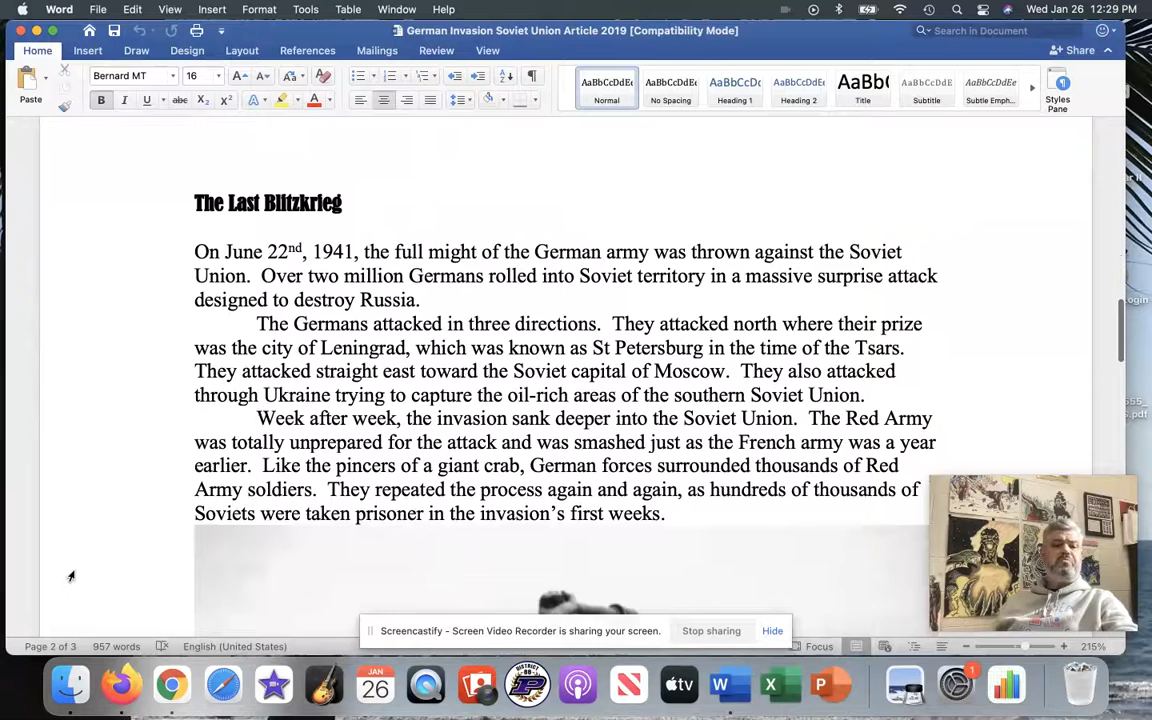 Word File Edit View Insert Format Tools Table Window Help Wed Jan 26 12:29 PM
German Invasion Soviet Union Article 2019 [Compatibility Mode] Search in Document
Home Insert Draw Design Layout References Mailings Review View Share
Paste Bernard MT 16 AaBbCcDdEe AaBbCcDdEe AaBbCcDc AaBbCcDdEe AaBb( AaBbCcDdE AaBbCcDdEe
Normal No Spacing Heading 1 Heading 2 Title Subtitle Subtle Emph... Styles Pane
The Last Blitzkrieg
On June 22nd, 1941, the full might of the German army was thrown against the Soviet
Union. Over two million Germans rolled into Soviet territory in a massive surprise attack
designed to destroy Russia.
The Germans attacked in three directions. They attacked north where their prize
was the city of Leningrad, which was known as St Petersburg in the time of the Tsars.
They attacked straight east toward the Soviet capital of Moscow. They also attacked
through Ukraine trying to capture the oil-rich areas of the southern Soviet Union.
Week after week, the invasion sank deeper into the Soviet Union. The Red Army
was totally unprepared for the attack and was smashed just as the French army was a year
earlier. Like the pincers of a giant crab, German forces surrounded thousands of Red
Army soldiers. They repeated the process again and again, as hundreds of thousands of
Soviets were taken prisoner in the invasion's first weeks.
Screencastify - Screen Video Recorder is sharing your screen. Stop sharing Hide
Page 2 of 3 957 words English (United States) Focus 215%
JAN
26
DISTRICT 88
P
tv
W X P
1